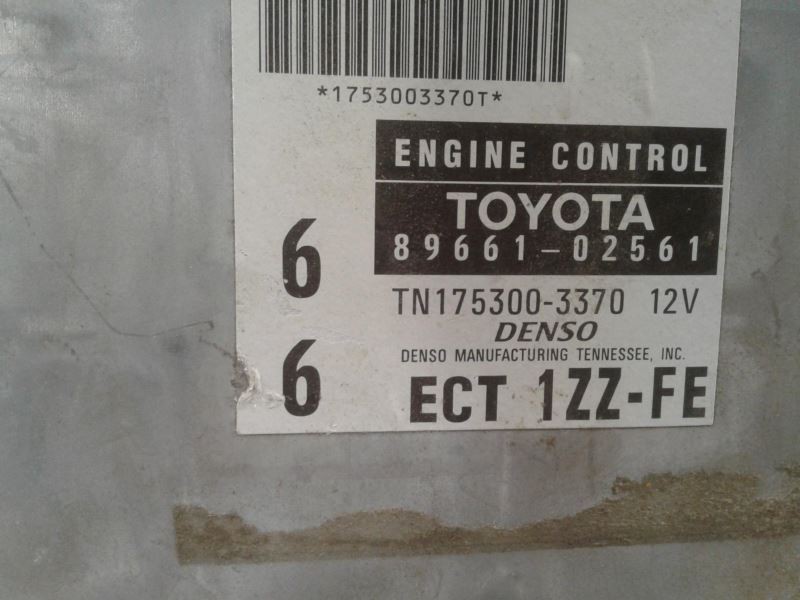 *1753003370T*
ENGINE CONTROL
TOYOTA
89661-02561
6
TN175300-3370 12V
DENSO
DENSO MANUFACTURING TENNESSEE, INC.
6
ECT 1ZZ-FE